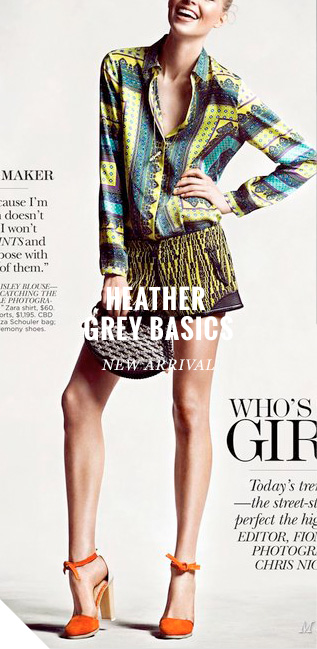 MAKER
cause I'm
doesn't
I won't
INTS and
pose with
of them."
ISLEY BLOUSE—
CATCHING THE
E PHOTOGRA-
" Zara shirt, $60.
orts, $1,195. CBD
za Schouler bag;
emony shoes.
HEATHER
GREY BASICS
NEW ARRIVAL
WHO'S
GIR
Today's tre
—the street-st
perfect the hig
EDITOR, FIO
PHOTOGR
CHRIS NIC
M